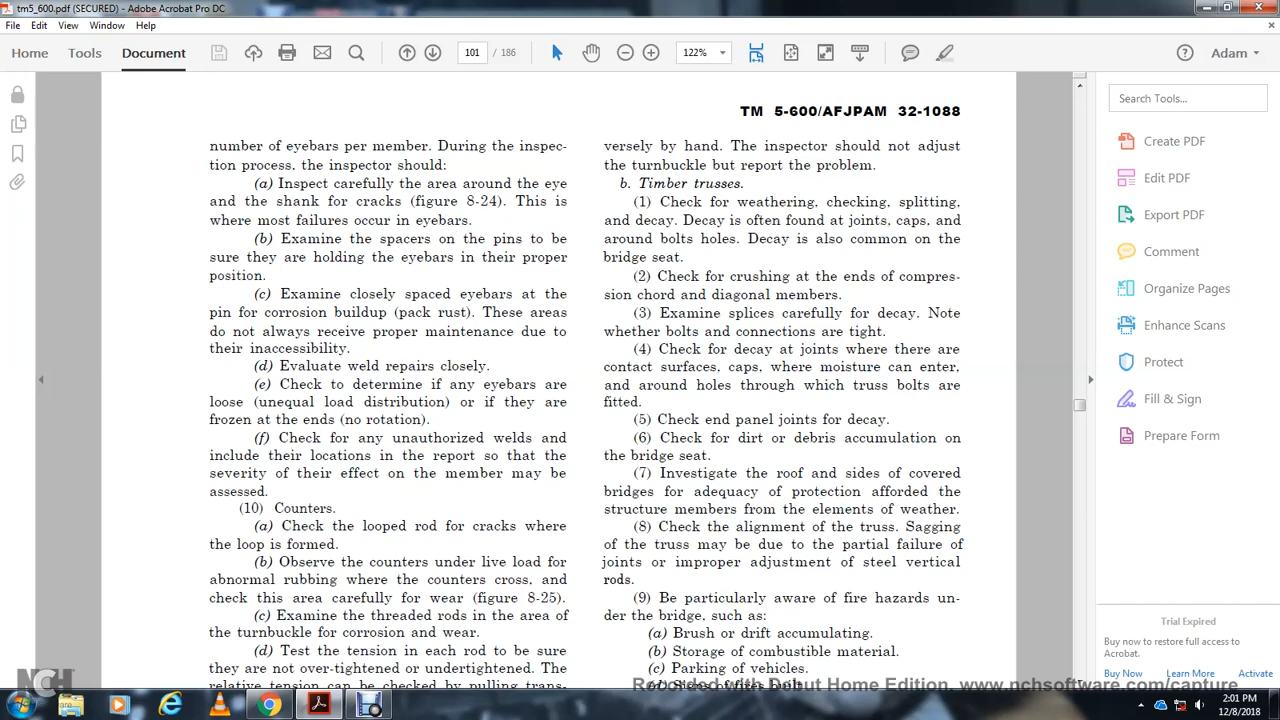 tm5_600.pdf (SECURED) - Adobe Acrobat Pro DC
File Edit View Window Help
Home Tools Document 101 / 186 122% Adam
TM 5-600/AFJPAM 32-1088
number of eyebars per member. During the inspec-
tion process, the inspector should:
(a) Inspect carefully the area around the eye
and the shank for cracks (figure 8-24). This is
where most failures occur in eyebars.
(b) Examine the spacers on the pins to be
sure they are holding the eyebars in their proper
position.
(c) Examine closely spaced eyebars at the
pin for corrosion buildup (pack rust). These areas
do not always receive proper maintenance due to
their inaccessibility.
(d) Evaluate weld repairs closely.
(e) Check to determine if any eyebars are
loose (unequal load distribution) or if they are
frozen at the ends (no rotation).
(f) Check for any unauthorized welds and
include their locations in the report so that the
severity of their effect on the member may be
assessed.
(10) Counters.
(a) Check the looped rod for cracks where
the loop is formed.
(b) Observe the counters under live load for
abnormal rubbing where the counters cross, and
check this area carefully for wear (figure 8-25).
(c) Examine the threaded rods in the area of
the turnbuckle for corrosion and wear.
(d) Test the tension in each rod to be sure
they are not over-tightened or undertightened. The
relative tension can be checked by pulling trans-
versely by hand. The inspector should not adjust
the turnbuckle but report the problem.
b. Timber trusses.
(1) Check for weathering, checking, splitting,
and decay. Decay is often found at joints, caps, and
around bolts holes. Decay is also common on the
bridge seat.
(2) Check for crushing at the ends of compres-
sion chord and diagonal members.
(3) Examine splices carefully for decay. Note
whether bolts and connections are tight.
(4) Check for decay at joints where there are
contact surfaces, caps, where moisture can enter,
and around holes through which truss bolts are
fitted.
(5) Check end panel joints for decay.
(6) Check for dirt or debris accumulation on
the bridge seat.
(7) Investigate the roof and sides of covered
bridges for adequacy of protection afforded the
structure members from the elements of weather.
(8) Check the alignment of the truss. Sagging
of the truss may be due to the partial failure of
joints or improper adjustment of steel vertical
rods.
(9) Be particularly aware of fire hazards un-
der the bridge, such as:
(a) Brush or drift accumulating.
(b) Storage of combustible material.
(c) Parking of vehicles.
Search Tools...
Create PDF
Edit PDF
Export PDF
Comment
Organize Pages
Enhance Scans
Protect
Fill & Sign
Prepare Form
Trial Expired
Buy now to restore full access to
Acrobat.
Buy Now Learn More Activate
NCH
Recorded with Debut Home Edition. www.nchsoftware.com/capture
2:01 PM
12/8/2018